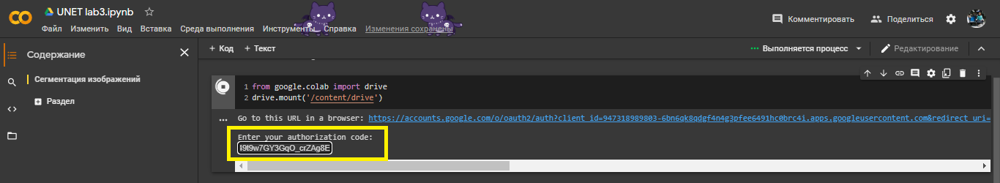 UNET lab3.ipynb
Комментировать
Поделиться
Файл Изменить Вид Вставка Среда выполнения Инструменты Справка Изменения сохранены
Содержание
+ Код + Текст
Выполняется процесс
Редактирование
Сегментация изображений
Раздел
1 from google.colab import drive
2 drive.mount('/content/drive')
Go to this URL in a browser: https://accounts.google.com/o/oauth2/auth?client_id=947318989803-6bn6qk8qdgf4n4g3pfee6491hc0brc4i.apps.googleusercontent.com&redirect_uri=
Enter your authorization code:
I9t9w7GY3GqO_crZAg8E